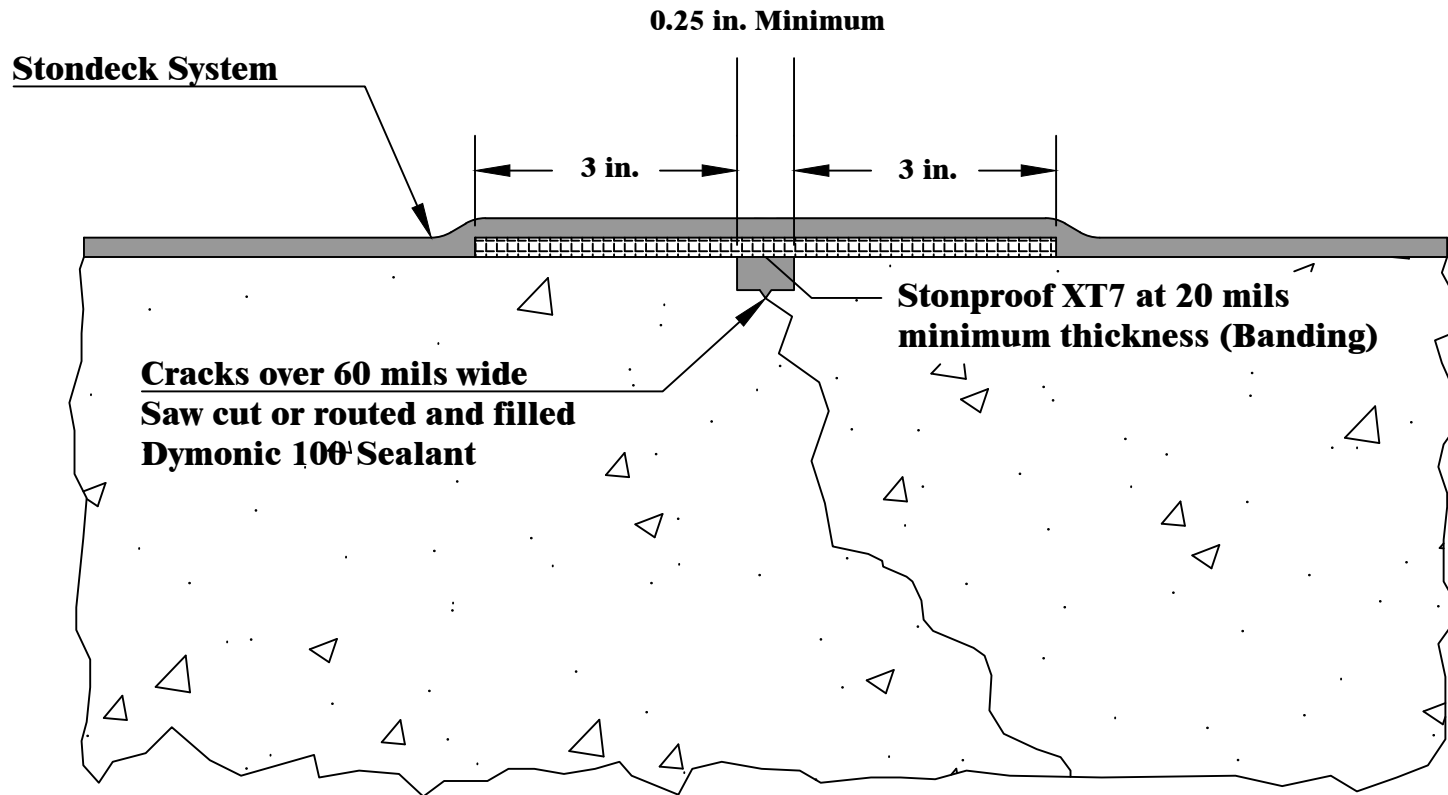 0.25 in. Minimum
Stondeck System
3 in.
3 in.
Stonproof XT7 at 20 mils
minimum thickness (Banding)
Cracks over 60 mils wide
Saw cut or routed and filled
Dymonic 100 Sealant